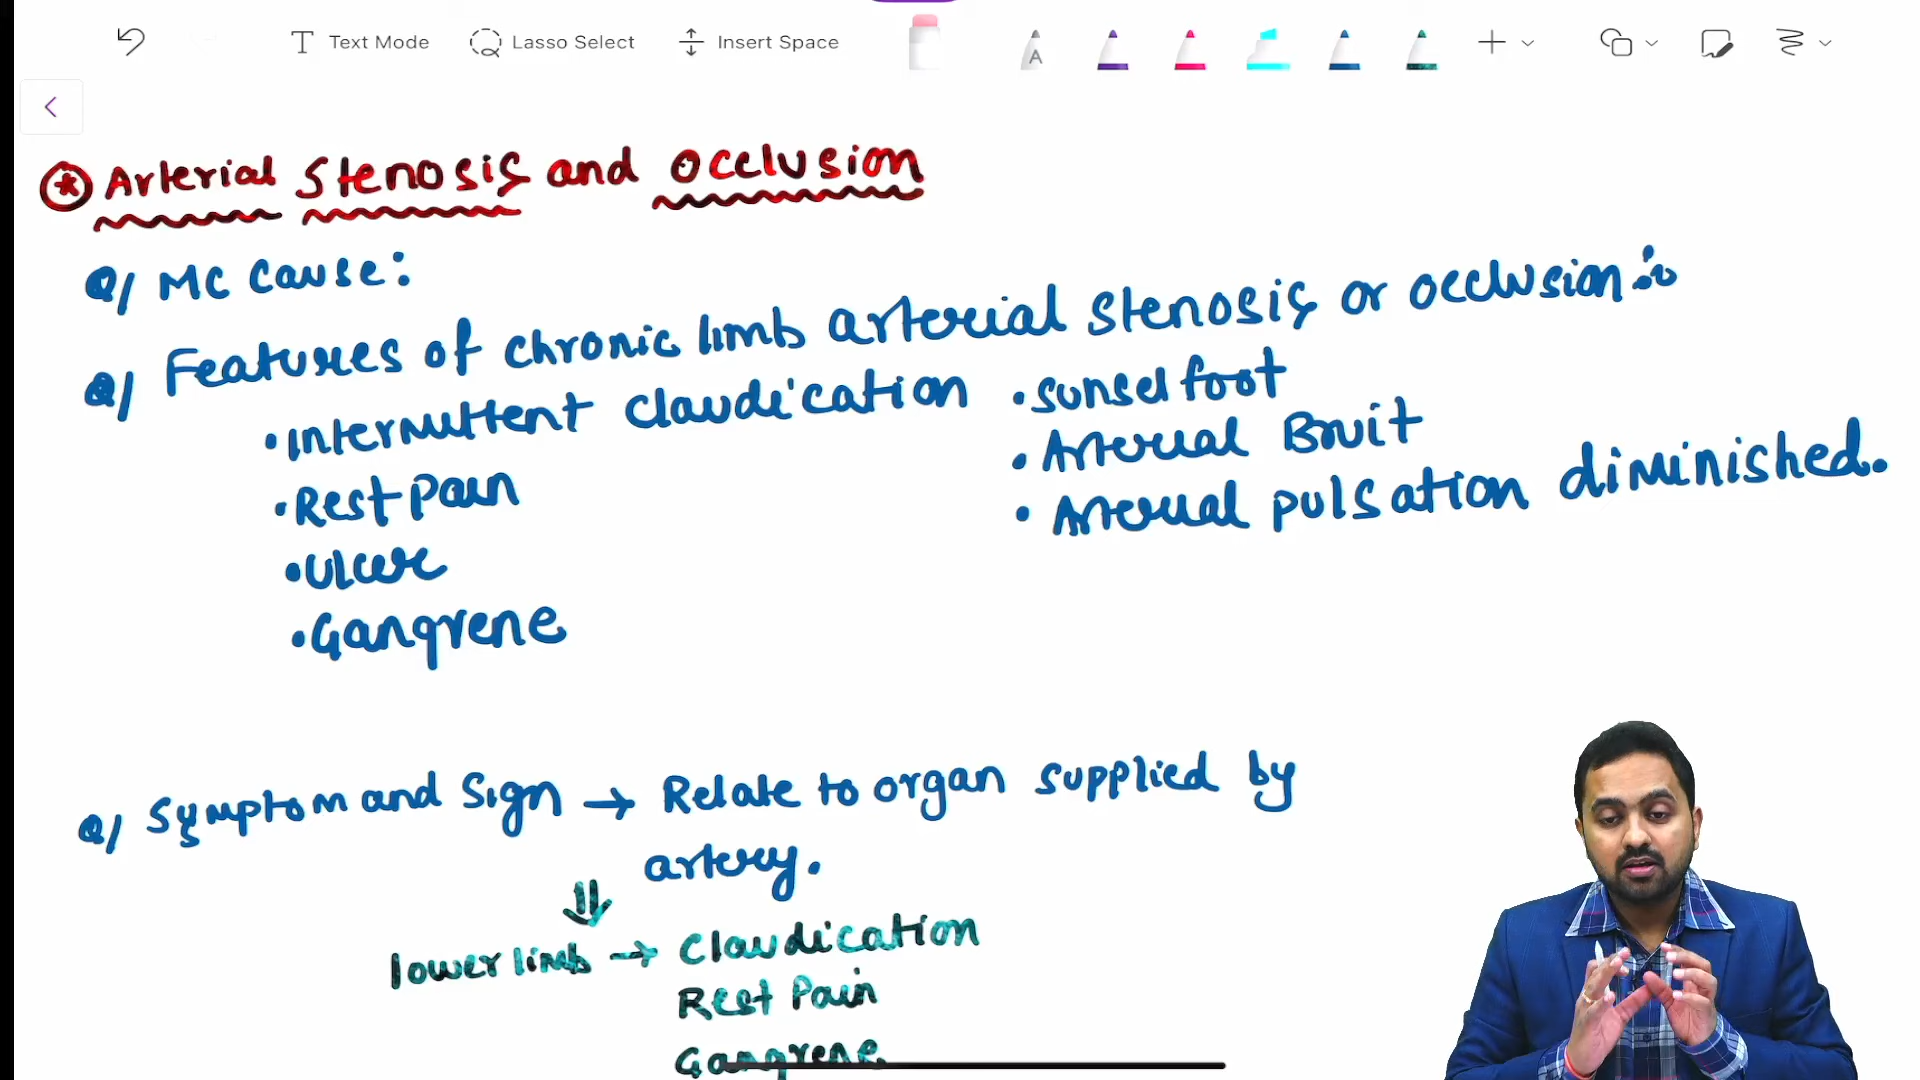 Text Mode Lasso Select Insert Space
Arterial Stenosis and Occlusion
Q/ MC Cause:
Q/ Features of chronic limb arterial stenosis or occlusion:
• Intermittent claudication
• Rest pain
• Ulcer
• Gangrene
• Sunset foot
• Arterial Bruit
• Arterial pulsation diminished.
Q/ Symptom and Sign → Relate to organ supplied by
artery.
⇓
lower limb → Claudication
Rest Pain
Gangrene